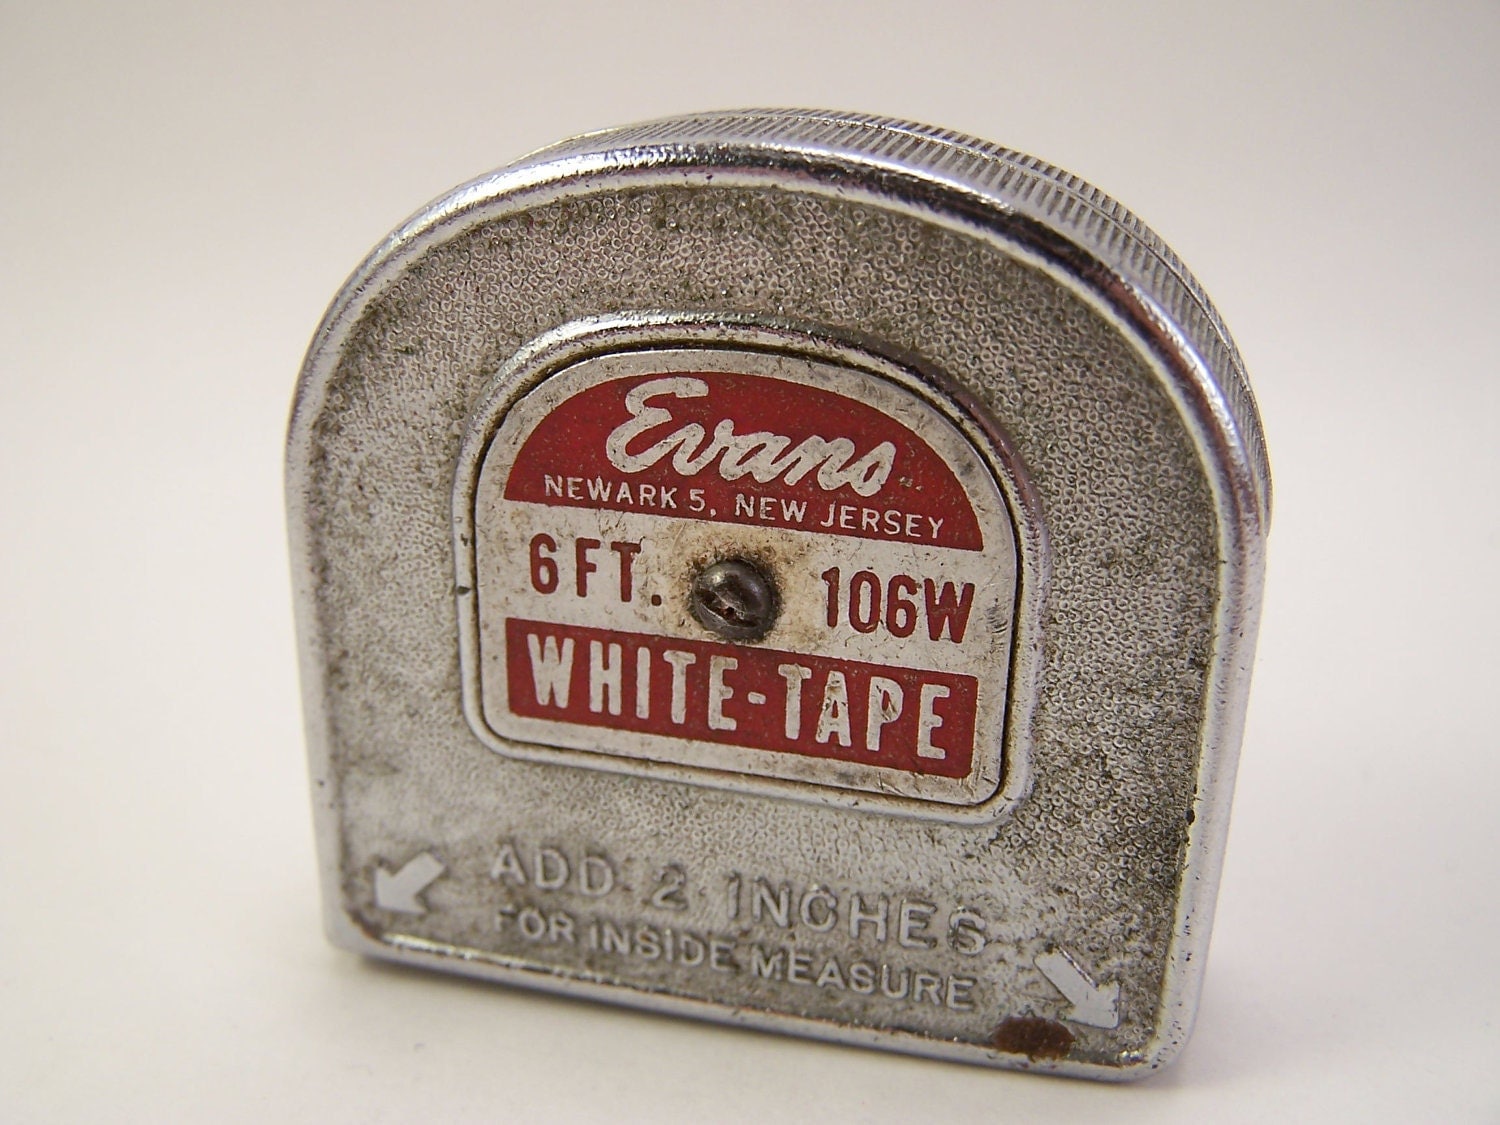 Evans
NEWARK 5, NEW JERSEY
6 FT. 106W
WHITE-TAPE
ADD 2 INCHES
FOR INSIDE MEASURE